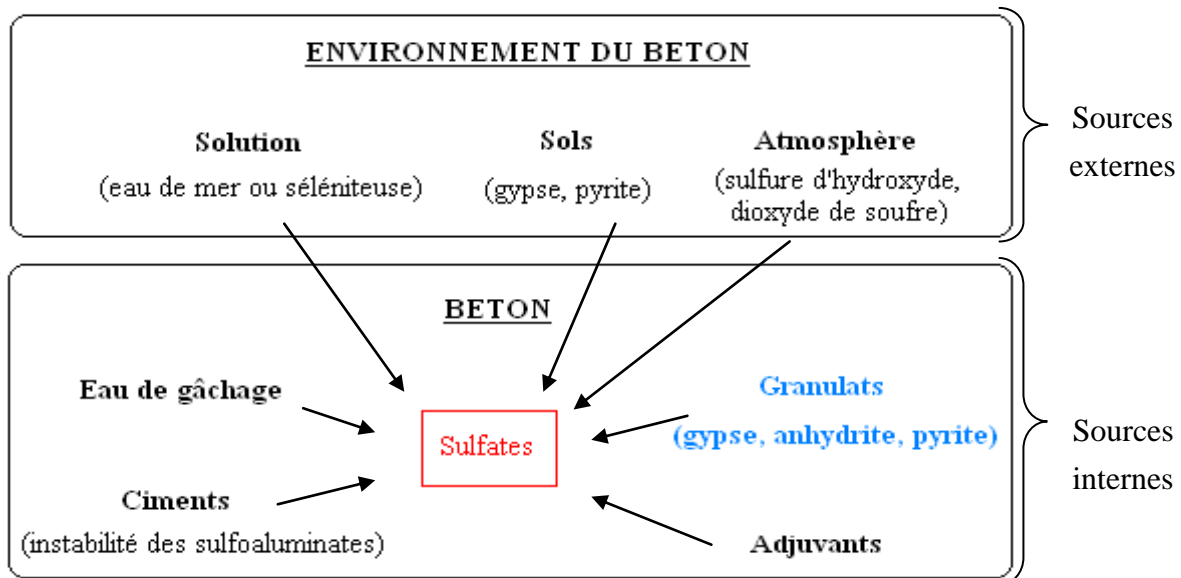 ENVIRONNEMENT DU BETON
Solution
(eau de mer ou séléniteuse)
Sols
(gypse, pyrite)
Atmosphère
(sulfure d'hydroxyde,
dioxyde de soufre)
Sources
externes
BETON
Eau de gâchage
Granulats
(gypse, anhydrite, pyrite)
Sulfates
Ciments
(instabilité des sulfoaluminates)
Adjuvants
Sources
internes